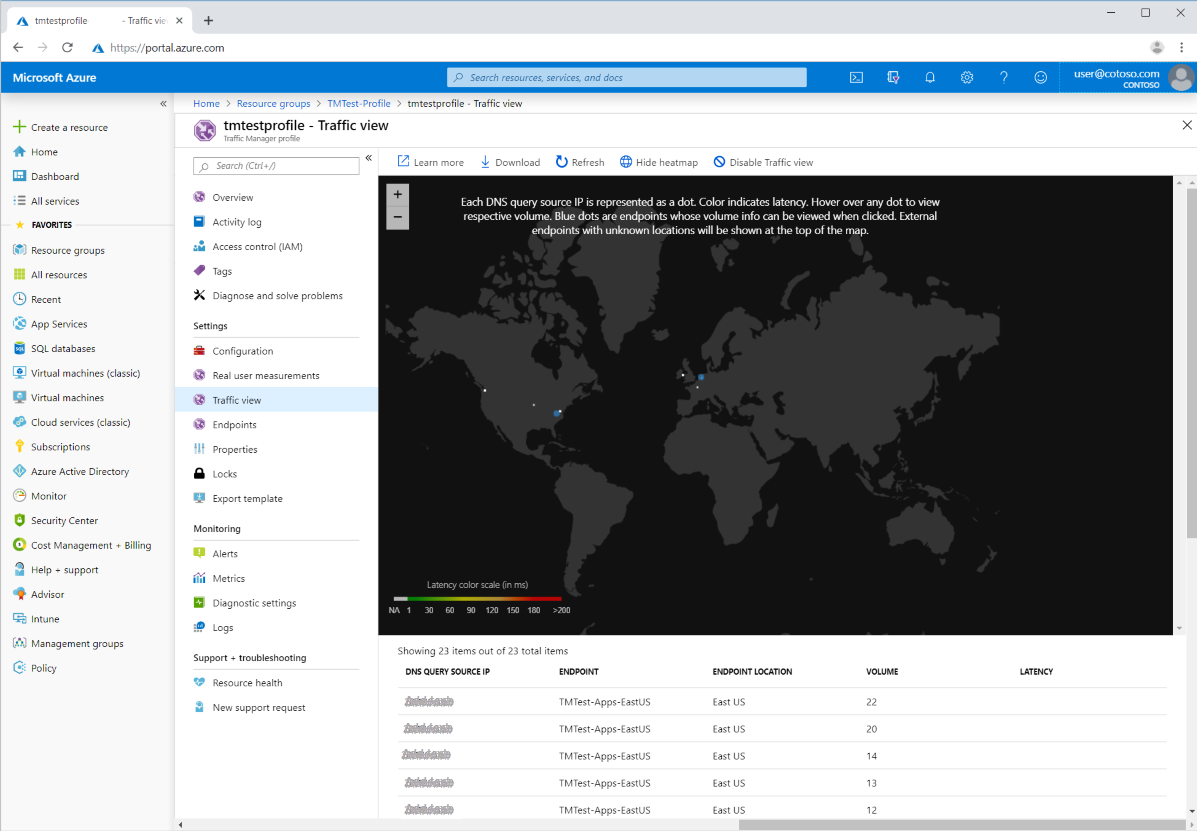 tmtestprofile - Traffic vie
https://portal.azure.com
Microsoft Azure
Search resources, services, and docs
user@cotoso.com
CONTOSO
Create a resource
Home
Dashboard
All services
FAVORITES
Resource groups
All resources
Recent
App Services
SQL databases
Virtual machines (classic)
Virtual machines
Cloud services (classic)
Subscriptions
Azure Active Directory
Monitor
Security Center
Cost Management + Billing
Help + support
Advisor
Intune
Management groups
Policy
Home > Resource groups > TMTest-Profile > tmtestprofile - Traffic view
tmtestprofile - Traffic view
Traffic Manager profile
Search (Ctrl+/)
Overview
Activity log
Access control (IAM)
Tags
Diagnose and solve problems
Settings
Configuration
Real user measurements
Traffic view
Endpoints
Properties
Locks
Export template
Monitoring
Alerts
Metrics
Diagnostic settings
Logs
Support + troubleshooting
Resource health
New support request
Learn more Download Refresh Hide heatmap Disable Traffic view
+
−
Each DNS query source IP is represented as a dot. Color indicates latency. Hover over any dot to view
respective volume. Blue dots are endpoints whose volume info can be viewed when clicked. External
endpoints with unknown locations will be shown at the top of the map.
Latency color scale (in ms)
NA 1 30 60 90 120 150 180 >200
Showing 23 items out of 23 total items
DNS QUERY SOURCE IP ENDPOINT ENDPOINT LOCATION VOLUME LATENCY
TMTest-Apps-EastUS East US 22
TMTest-Apps-EastUS East US 20
TMTest-Apps-EastUS East US 14
TMTest-Apps-EastUS East US 13
TMTest-Apps-EastUS East US 12